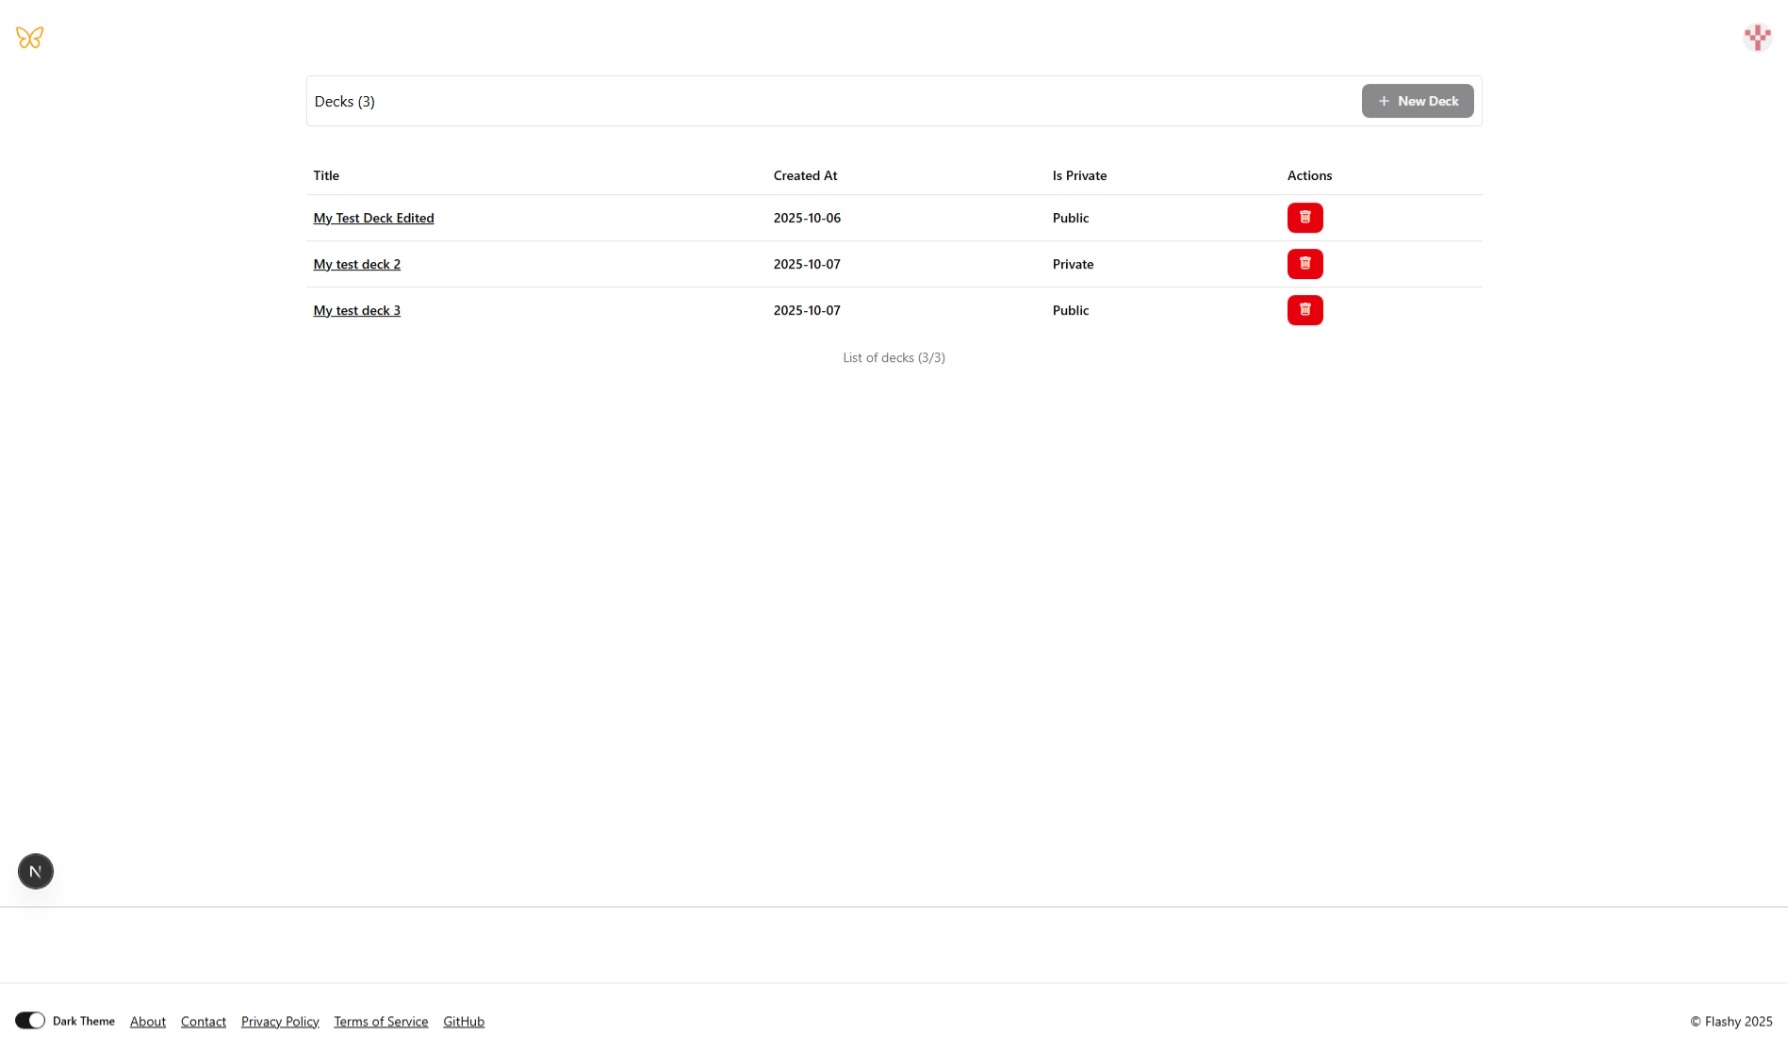 Decks (3)
New Deck
Title Created At Is Private Actions
My Test Deck Edited 2025-10-06 Public
My test deck 2 2025-10-07 Private
My test deck 3 2025-10-07 Public
List of decks (3/3)
N
Dark Theme About Contact Privacy Policy Terms of Service GitHub © Flashy 2025